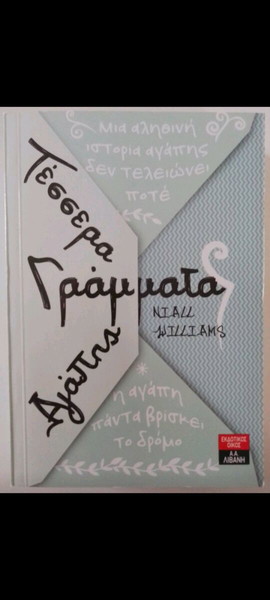 Μια αληθινή
ιστορία αγάπης
δεν τελειώνει
ποτέ
Τέσσερα
Γράμματα
Αγάπης
NIALL
WILLIAMS
η αγάπη
πάντα βρίσκει
το δρόμο
ΕΚΔΟΤΙΚΟΣ
ΟΙΚΟΣ
Α.Α.
ΛΙΒΑΝΗ